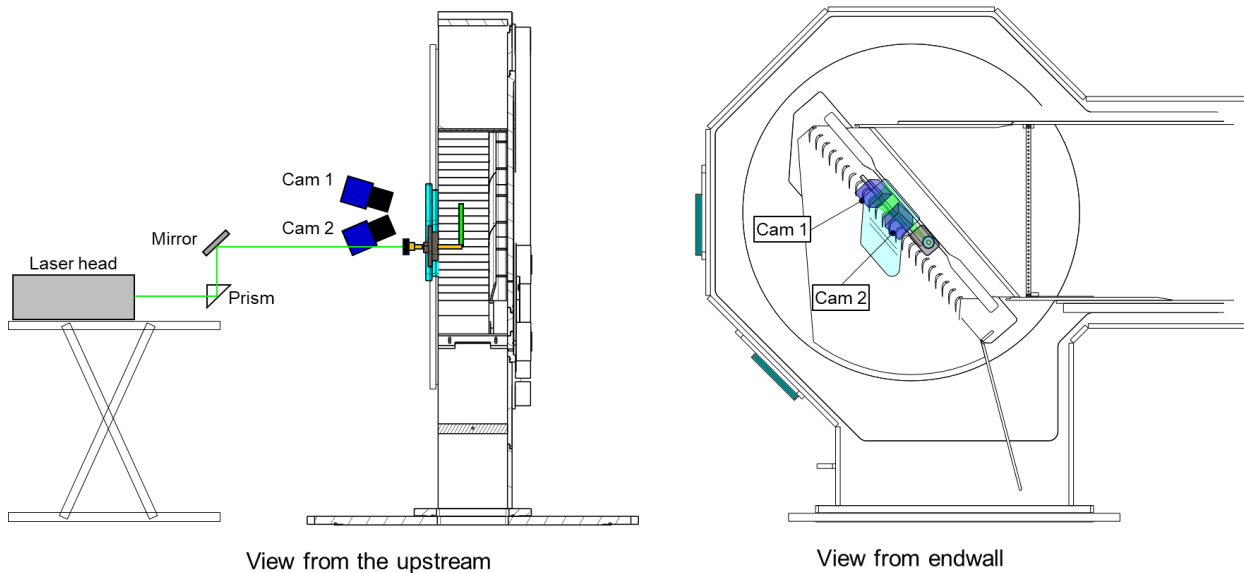 Cam 1
Cam 2
Mirror
Laser head
Prism
View from the upstream
Cam 1
Cam 2
View from endwall